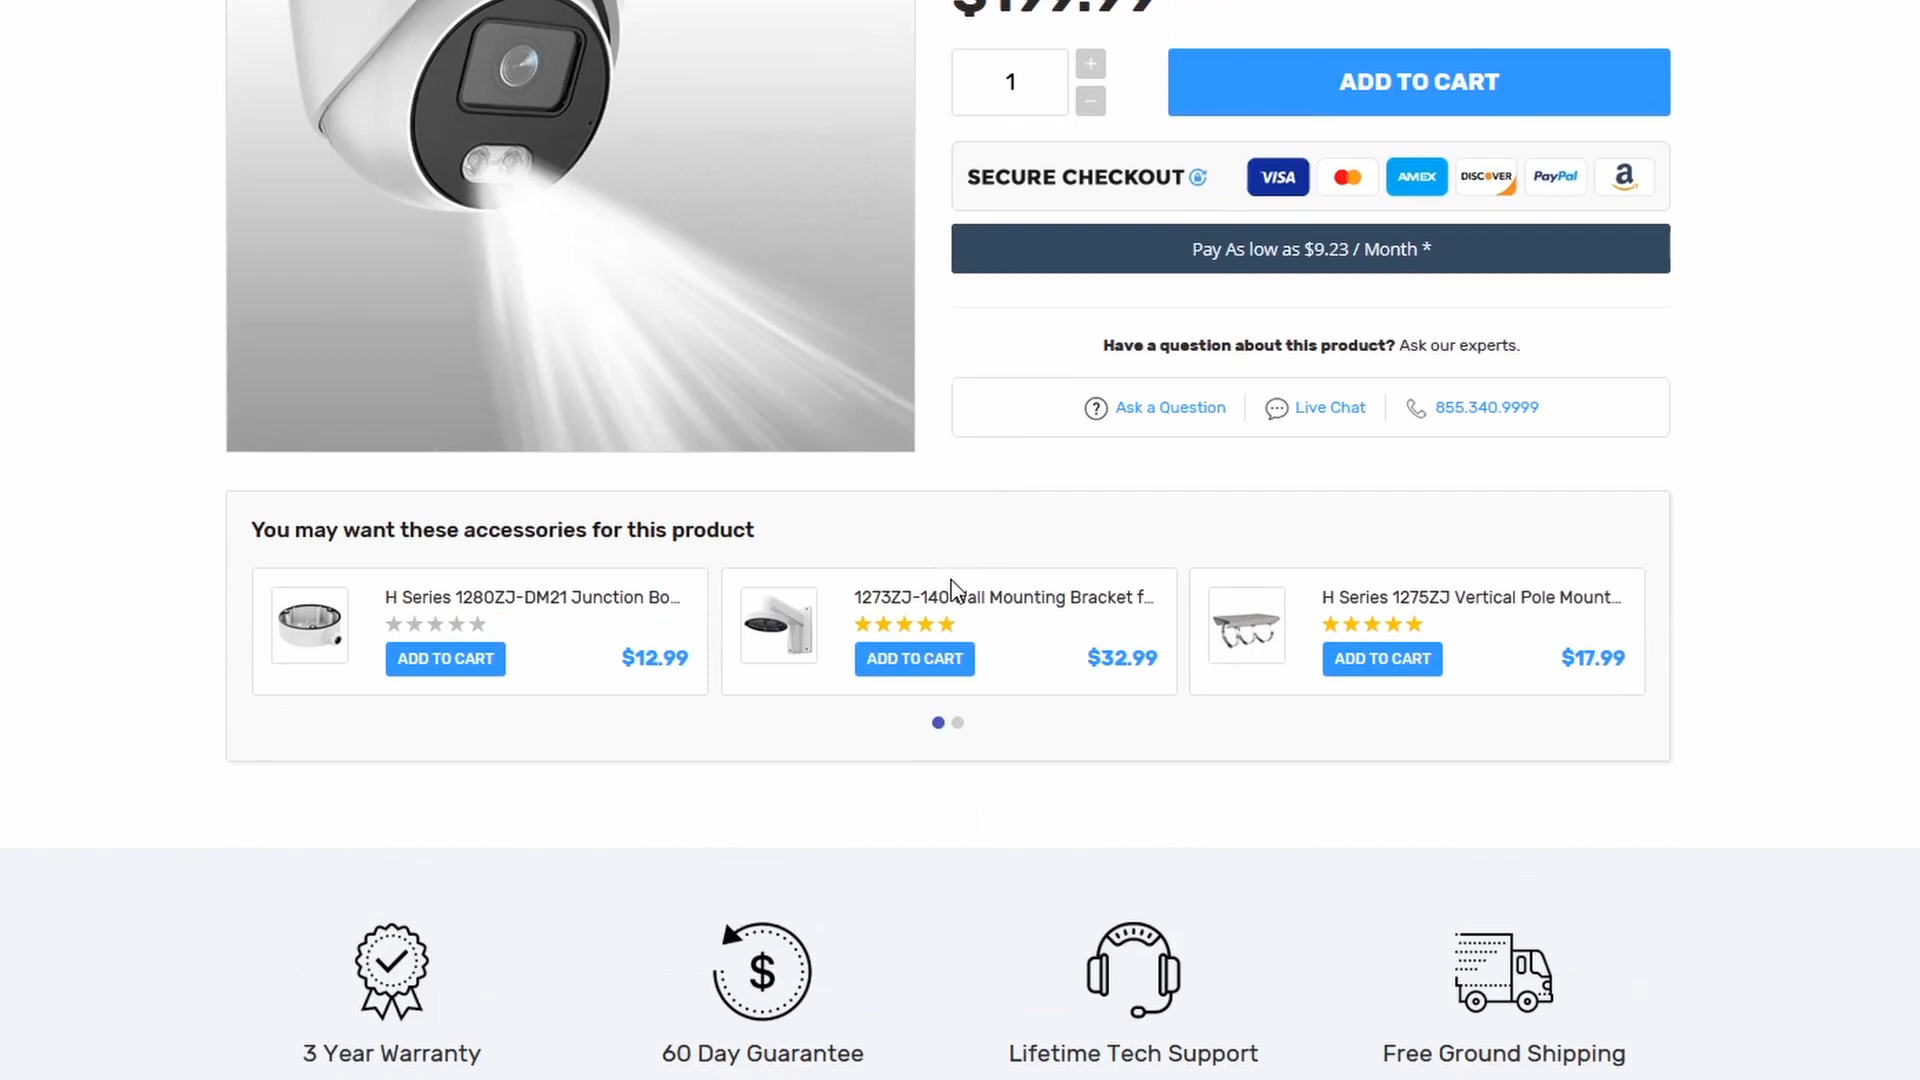 $199.99
1
+
−
ADD TO CART
SECURE CHECKOUT
VISA
AMEX
DISCOVER
PayPal
a
Pay As low as $9.23 / Month *
Have a question about this product? Ask our experts.
? Ask a Question
Live Chat
855.340.9999
You may want these accessories for this product
H Series 1280ZJ-DM21 Junction Bo...
ADD TO CART
$12.99
1273ZJ-140 Wall Mounting Bracket f...
ADD TO CART
$32.99
H Series 1275ZJ Vertical Pole Mount...
ADD TO CART
$17.99
$
3 Year Warranty
60 Day Guarantee
Lifetime Tech Support
Free Ground Shipping